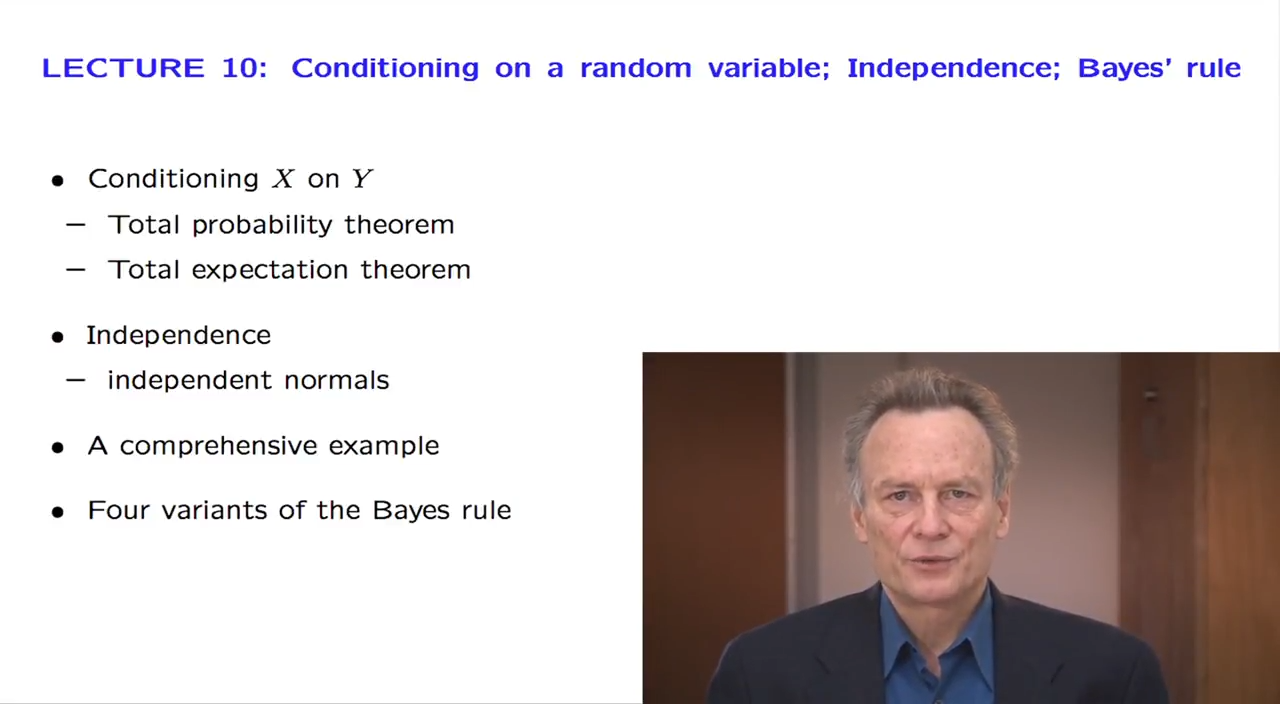 LECTURE 10: Conditioning on a random variable; Independence; Bayes' rule
● Conditioning X on Y
– Total probability theorem
– Total expectation theorem
● Independence
– independent normals
● A comprehensive example
● Four variants of the Bayes rule